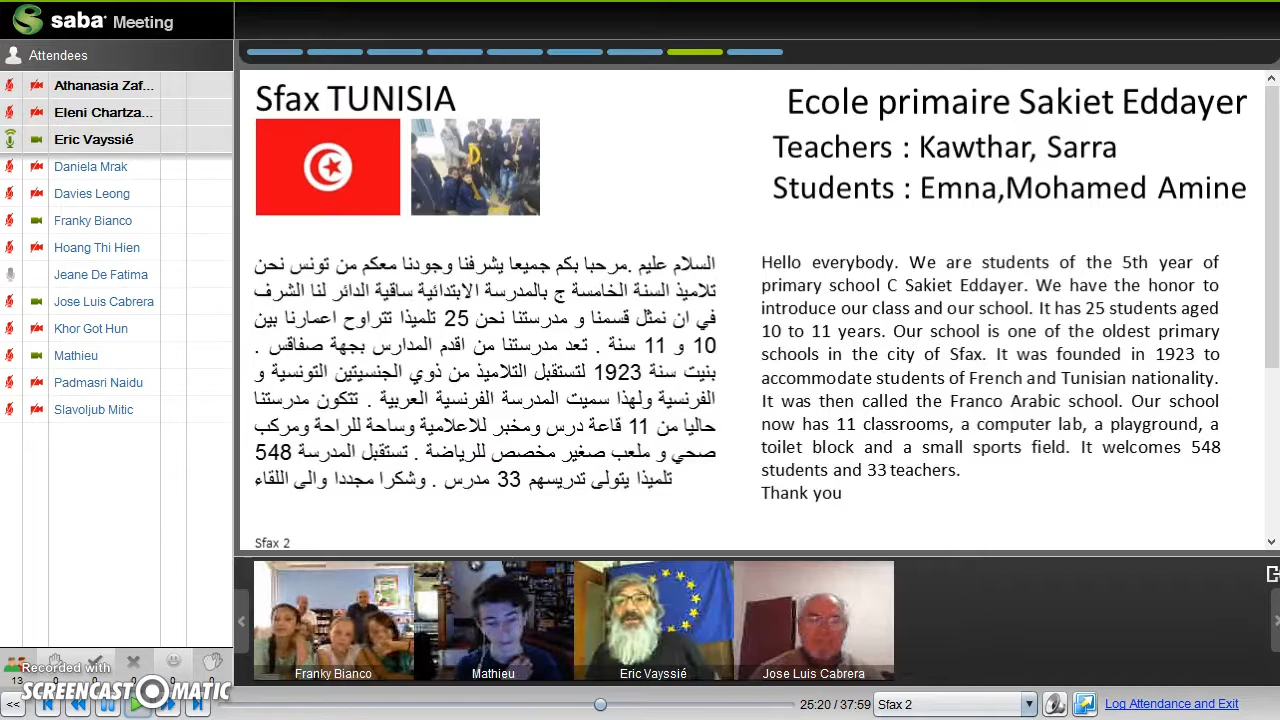 saba Meeting
Attendees
Athanasia Zaf...
Eleni Chartza...
Eric Vayssié
Daniela Mrak
Davies Leong
Franky Bianco
Hoang Thi Hien
Jeane De Fatima
Jose Luis Cabrera
Khor Got Hun
Mathieu
Padmasri Naidu
Slavoljub Mitic
Sfax TUNISIA
Ecole primaire Sakiet Eddayer
Teachers : Kawthar, Sarra
Students : Emna,Mohamed Amine
السلام عليم .مرحبا بكم جميعا يشرفنا وجودنا معكم من تونس نحن
تلاميذ السنة الخامسة ج بالمدرسة الابتدائية ساقية الدائر لنا الشرف
في ان نمثل قسمنا و مدرستنا نحن 25 تلميذا تتراوح اعمارنا بين
10 و 11 سنة . تعد مدرستنا من اقدم المدارس بجهة صفاقس .
بنيت سنة 1923 لتستقبل التلاميذ من ذوي الجنسيتين التونسية و
الفرنسية ولهذا سميت المدرسة الفرنسية العربية . تتكون مدرستنا
حاليا من 11 قاعة درس ومخبر للاعلامية وساحة للراحة ومركب
صحي و ملعب صغير مخصص للرياضة . تستقبل المدرسة 548
تلميذا يتولى تدريسهم 33 مدرس . وشكرا مجددا والى اللقاء
Hello everybody. We are students of the 5th year of
primary school C Sakiet Eddayer. We have the honor to
introduce our class and our school. It has 25 students aged
10 to 11 years. Our school is one of the oldest primary
schools in the city of Sfax. It was founded in 1923 to
accommodate students of French and Tunisian nationality.
It was then called the Franco Arabic school. Our school
now has 11 classrooms, a computer lab, a playground, a
toilet block and a small sports field. It welcomes 548
students and 33 teachers.
Thank you
Sfax 2
Franky Bianco
Mathieu
Eric Vayssié
Jose Luis Cabrera
Recorded with
13
SCREENCAST MATIC
<<
25:20 / 37:59
Sfax 2
Log Attendance and Exit